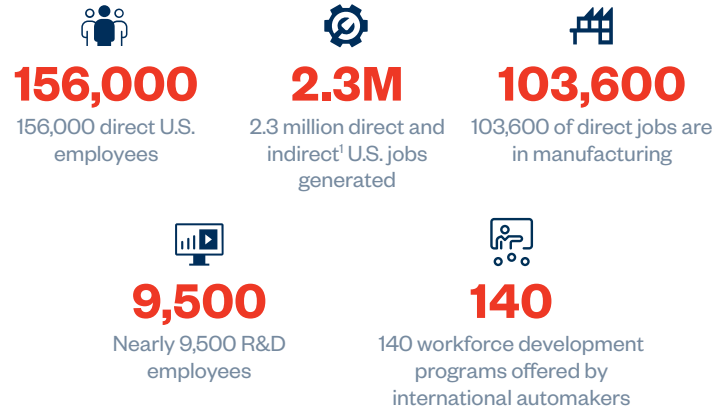 156,000
156,000 direct U.S.
employees
2.3M
2.3 million direct and
indirect¹ U.S. jobs
generated
103,600
103,600 of direct jobs are
in manufacturing
9,500
Nearly 9,500 R&D
employees
140
140 workforce development
programs offered by
international automakers